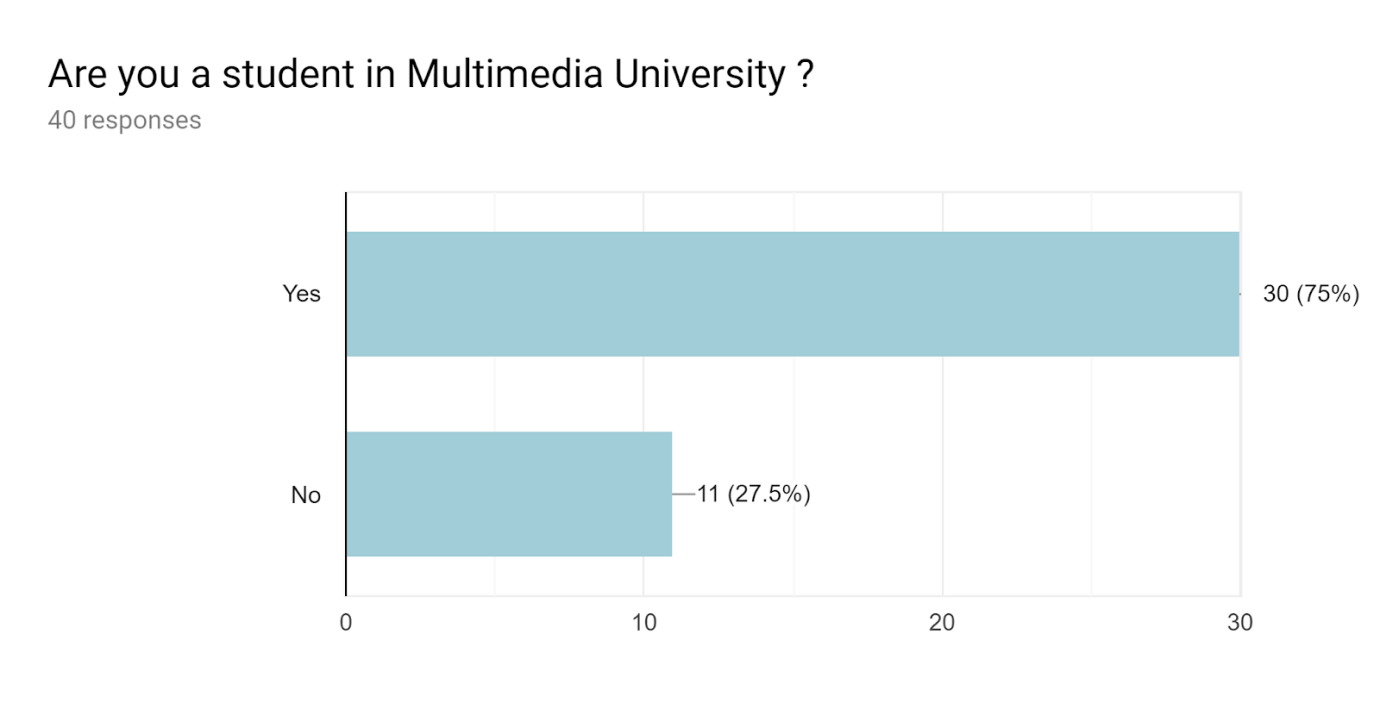 Are you a student in Multimedia University ?
40 responses
Yes
30 (75%)
No
11 (27.5%)
0 10 20 30